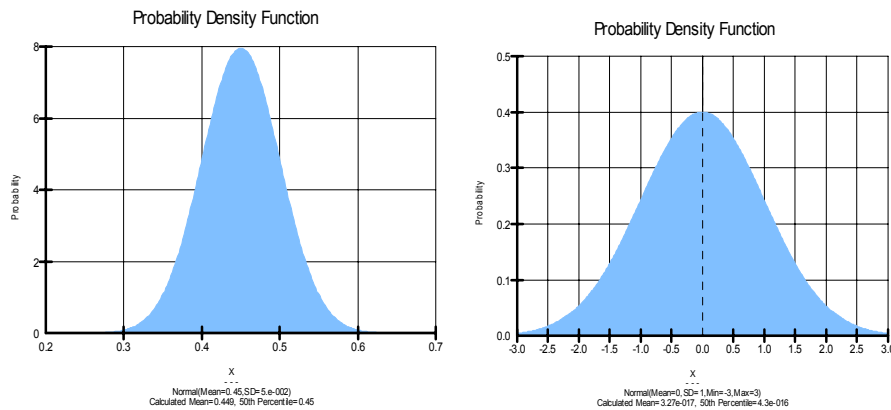 Probability Density Function
8
6
4
2
0
Probability
0.2 0.3 0.4 0.5 0.6 0.7
X
---
Normal(Mean=0.45,SD=5.e-002)
Calculated Mean=0.449, 50th Percentile=0.45
Probability Density Function
0.5
0.4
0.3
0.2
0.1
0.0
Probability
-3.0 -2.5 -2.0 -1.5 -1.0 -0.5 0.0 0.5 1.0 1.5 2.0 2.5 3.0
X
---
Normal(Mean=0,SD=1,Min=-3,Max=3)
Calculated Mean=3.27e-017, 50th Percentile=4.3e-016